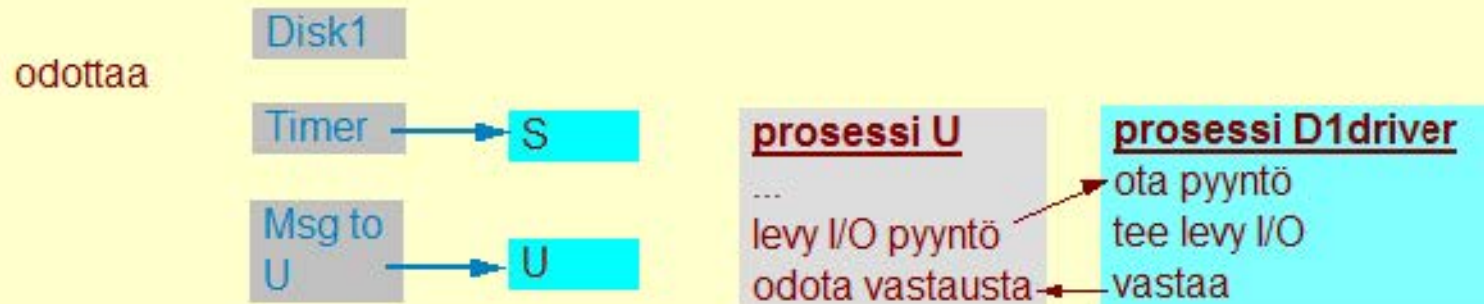 odottaa
Disk1
Timer
S
Msg to
U
U
prosessi U
...
levy I/O pyyntö
odota vastausta
prosessi D1driver
ota pyyntö
tee levy I/O
vastaa